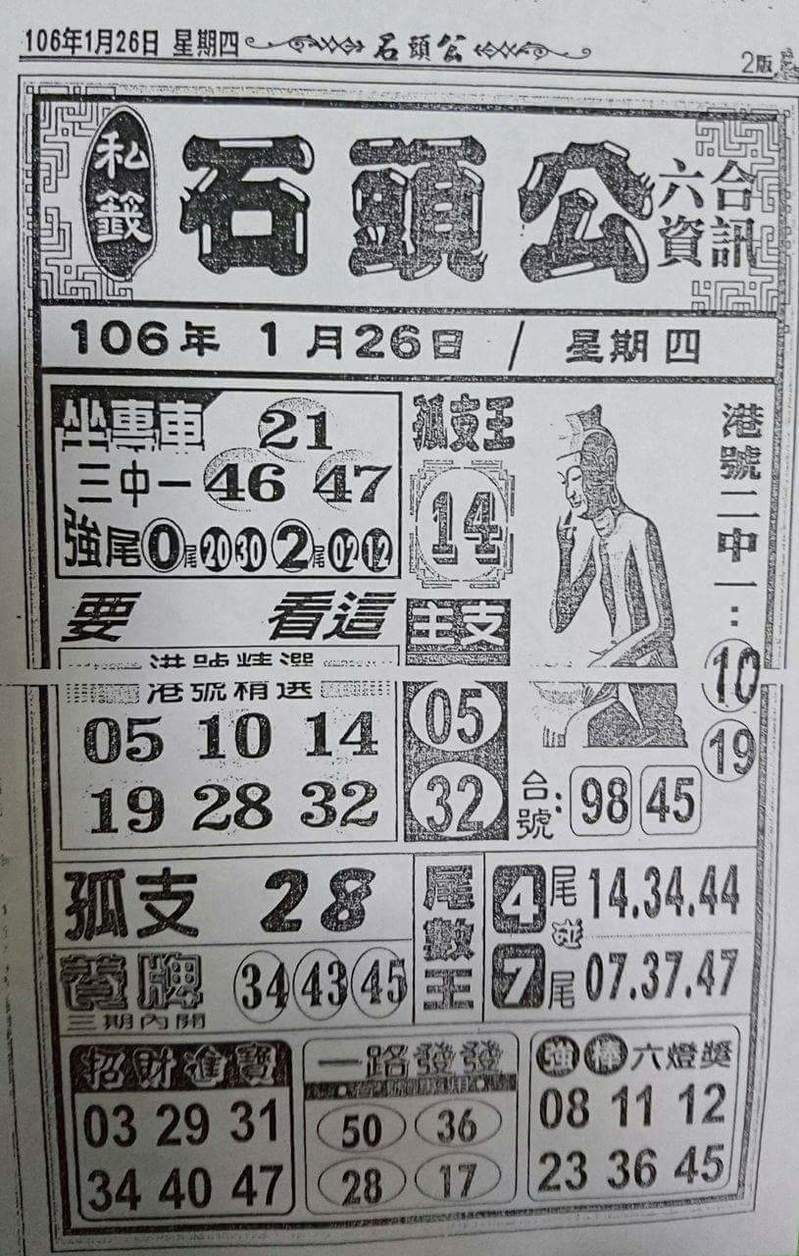 106年1月26日 星期四 石頭公 2版
私籤 石頭公 六合資訊
106年 1月26日 / 星期四
坐專車 21
三中一 46 47
強尾 0尾 20 30 2尾 02 12
孤支王
14
港號二中一:
10
19
要看這
港號精選
港號精選
05 10 14
19 28 32
主支
05
32
台號: 98 45
孤支 28
養牌 34 43 45
三期內開
尾數王
4尾 14.34.44
碰
7尾 07.37.47
招財進寶
03 29 31
34 40 47
一路發發
50 36
28 17
強棒六燈獎
08 11 12
23 36 45